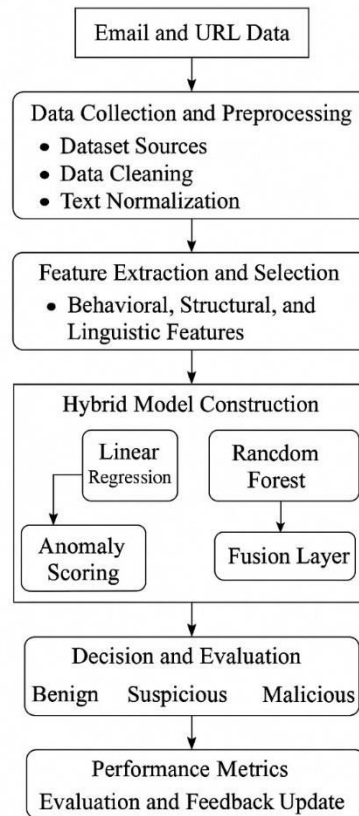 Email and URL Data
Data Collection and Preprocessing
• Dataset Sources
• Data Cleaning
• Text Normalization
Feature Extraction and Selection
• Behavioral, Structural, and
Linguistic Features
Hybrid Model Construction
Linear
Regression
Rancdom
Forest
Anomaly
Scoring
Fusion Layer
Decision and Evaluation
Benign Suspicious Malicious
Performance Metrics
Evaluation and Feedback Update